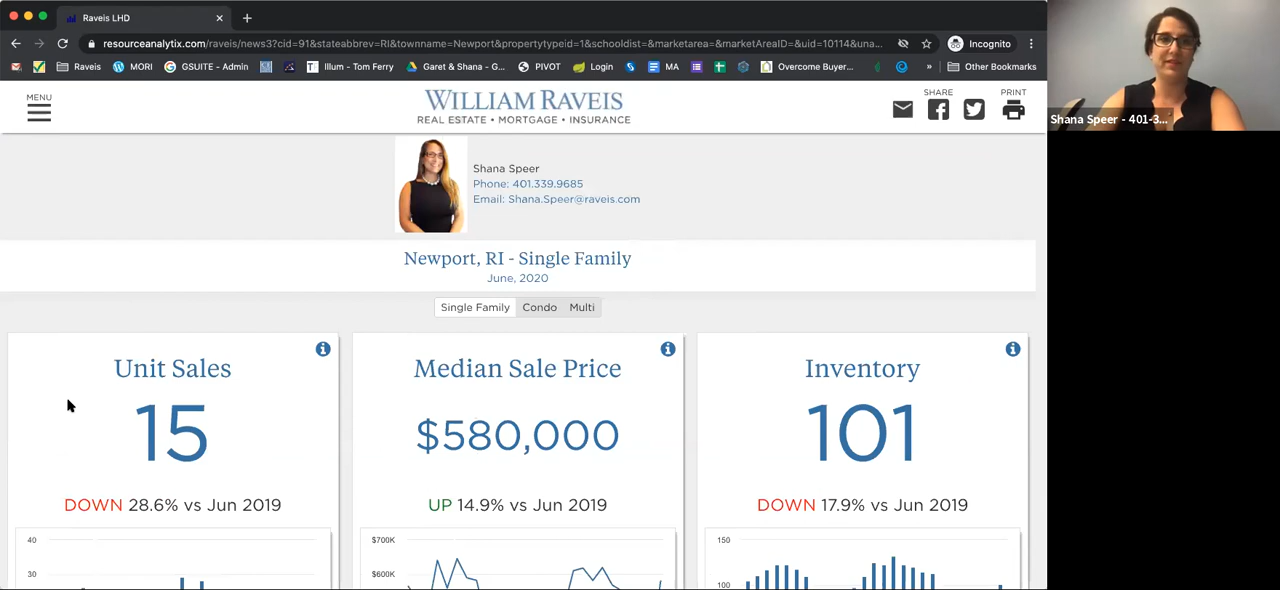 Raveis LHD
resourceanalytix.com/raveis/news3?cid=91&stateabbrev=RI&townname=Newport&propertytypeid=1&schooldist=&marketarea=&marketAreaID=&uid=10114&una...
Incognito
Raveis
MORI
GSUITE - Admin
Illum - Tom Ferry
Garet & Shana - G...
PIVOT
Login
MA
Overcome Buyer...
»
Other Bookmarks
MENU
WILLIAM RAVEIS
REAL ESTATE • MORTGAGE • INSURANCE
SHARE
PRINT
Shana Speer - 401-3...
Shana Speer
Phone: 401.339.9685
Email: Shana.Speer@raveis.com
Newport, RI - Single Family
June, 2020
Single Family Condo Multi
Unit Sales
15
DOWN 28.6% vs Jun 2019
40
30
Median Sale Price
$580,000
UP 14.9% vs Jun 2019
$700K
$600K
Inventory
101
DOWN 17.9% vs Jun 2019
150
100